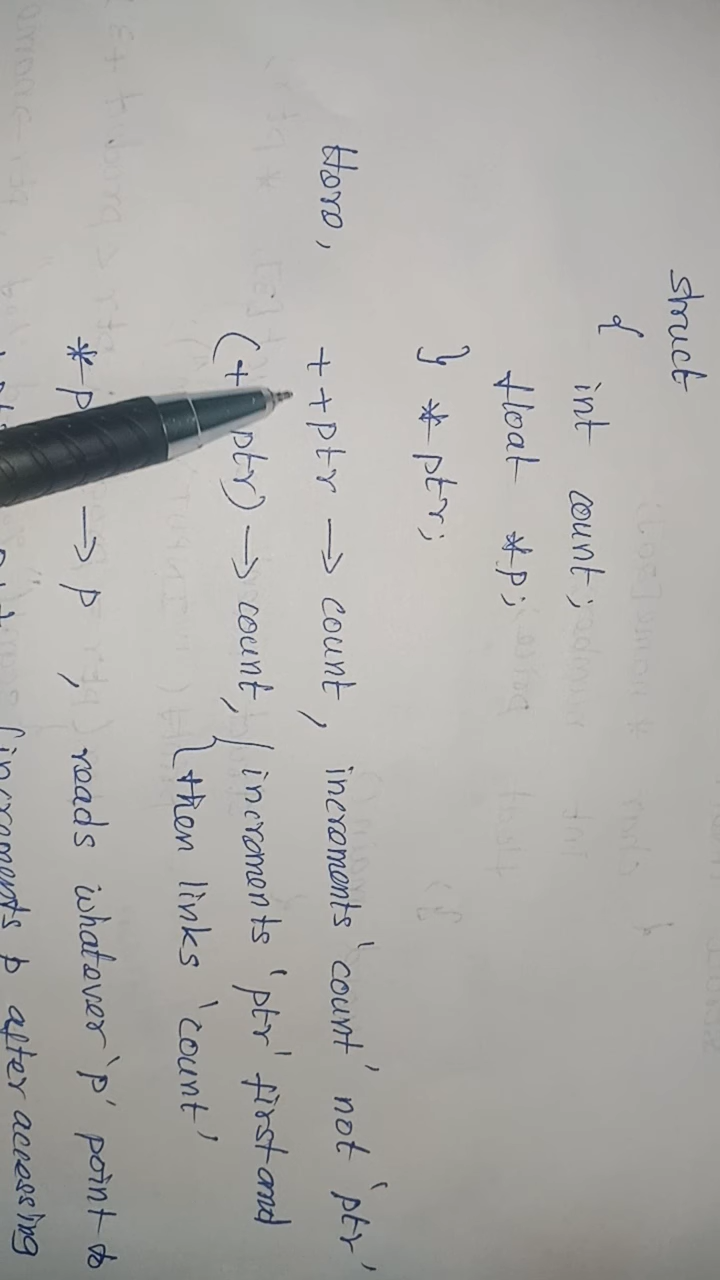 struct
{
int count;
float *p;
} *ptr;
Here,
++ptr → count, increments 'count' not 'ptr'
(+ ptr) → count, { increments 'ptr' first and
then links 'count'
*p → p, reads whatever 'p' point to
increments p after accessing